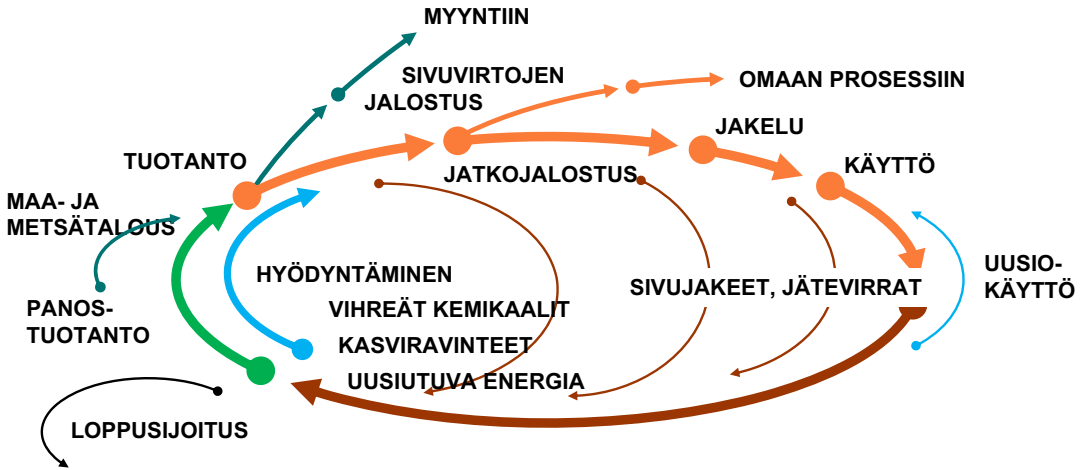 MYYNTIIN
SIVUVIRTOJEN
JALOSTUS
OMAAN PROSESSIIN
JAKELU
TUOTANTO
JATKOJALOSTUS
KÄYTTÖ
MAA- JA
METSÄTALOUS
HYÖDYNTÄMINEN
SIVUJAKEET, JÄTEVIRRAT
UUSIO-
KÄYTTÖ
PANOS-
TUOTANTO
VIHREÄT KEMIKAALIT
KASVIRAVINTEET
UUSIUTUVA ENERGIA
LOPPUSIJOITUS